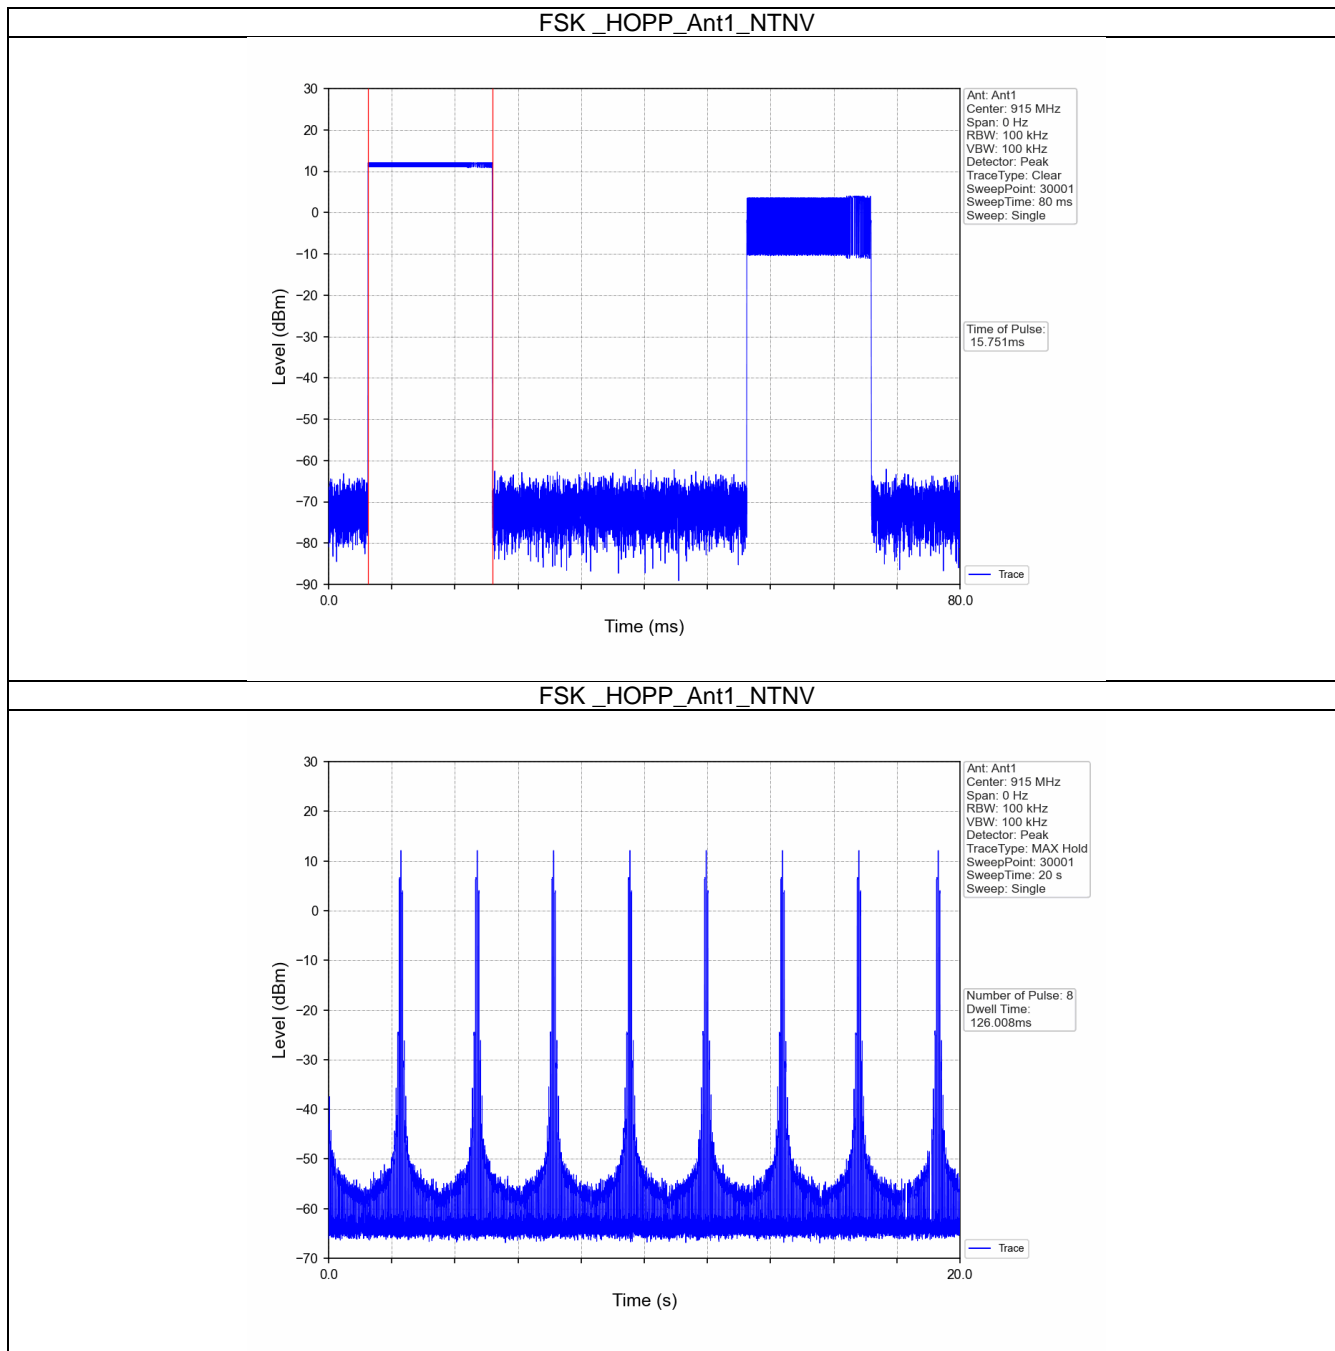 FSK _HOPP_Ant1_NTNV
30
20
10
0
−10
−20
−30
−40
−50
−60
−70
−80
−90
Level (dBm)
0.0
80.0
Time (ms)
Ant: Ant1
Center: 915 MHz
Span: 0 Hz
RBW: 100 kHz
VBW: 100 kHz
Detector: Peak
TraceType: Clear
SweepPoint: 30001
SweepTime: 80 ms
Sweep: Single
Time of Pulse:
15.751ms
Trace
FSK _HOPP_Ant1_NTNV
30
20
10
0
−10
−20
−30
−40
−50
−60
−70
Level (dBm)
0.0
20.0
Time (s)
Ant: Ant1
Center: 915 MHz
Span: 0 Hz
RBW: 100 kHz
VBW: 100 kHz
Detector: Peak
TraceType: MAX Hold
SweepPoint: 30001
SweepTime: 20 s
Sweep: Single
Number of Pulse: 8
Dwell Time:
126.008ms
Trace